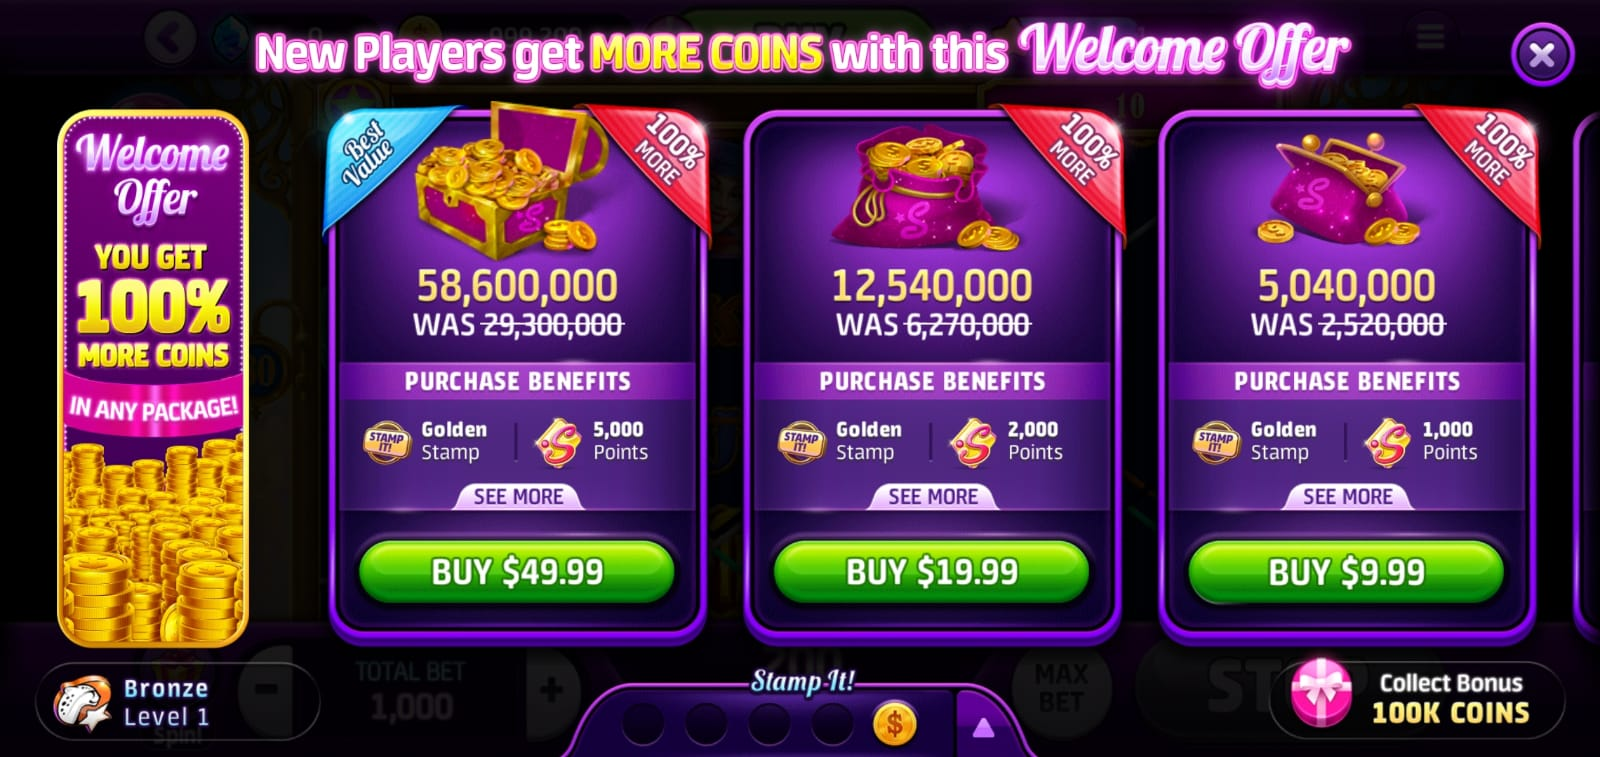 New Players get MORE COINS with this Welcome Offer
Welcome
Offer
YOU GET
100%
MORE COINS
IN ANY PACKAGE!
Best
Value
100%
MORE
58,600,000
WAS 29,300,000
PURCHASE BENEFITS
STAMP
IT!
Golden
Stamp
S
5,000
Points
SEE MORE
BUY $49.99
100%
MORE
12,540,000
WAS 6,270,000
PURCHASE BENEFITS
STAMP
IT!
Golden
Stamp
S
2,000
Points
SEE MORE
BUY $19.99
100%
MORE
5,040,000
WAS 2,520,000
PURCHASE BENEFITS
STAMP
IT!
Golden
Stamp
S
1,000
Points
SEE MORE
BUY $9.99
10
Bronze
Level 1
Spin!
TOTAL BET
1,000
Stamp It!
$
MAX
BET
Collect Bonus
100K COINS